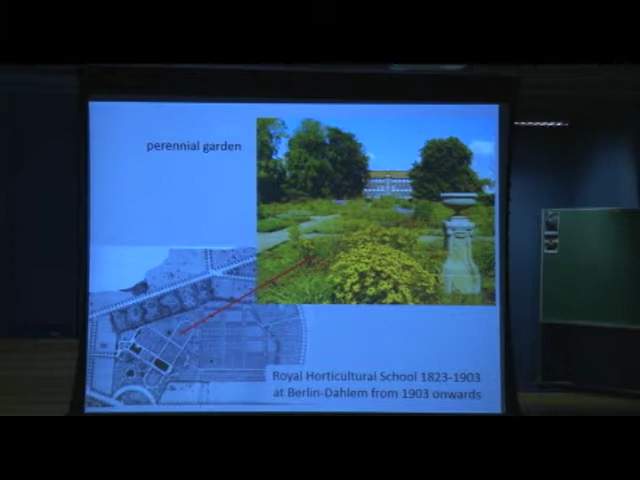 perennial garden
Royal Horticultural School 1823-1903
at Berlin-Dahlem from 1903 onwards